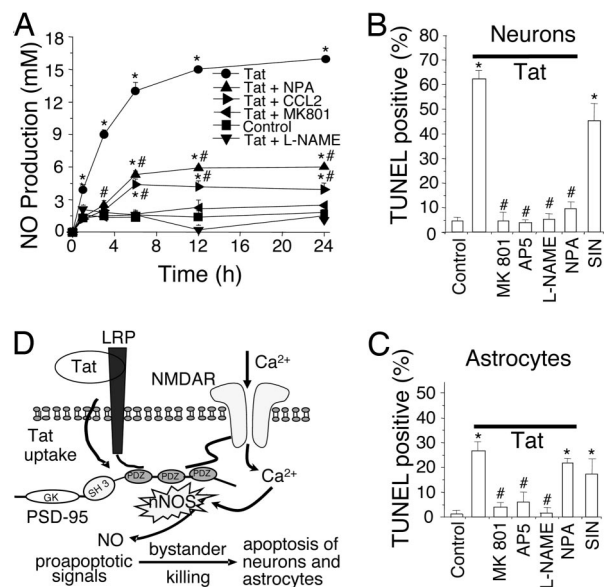 A
NO Production (mM)
18
15
12
9
6
3
0
* * * * * *
# *# *# *#
*# *# *#
Tat
Tat + NPA
Tat + CCL2
Tat + MK801
Control
Tat + L-NAME
0 4 8 12 16 20 24
Time (h)
B
Neurons
Tat
TUNEL positive (%)
80
70
60
50
40
30
20
10
0
* # # # # *
Control
MK 801
AP5
L-NAME
NPA
SIN
D
LRP
Tat
NMDAR
Ca2+
Tat
uptake
GK
SH 3
PDZ PDZ PDZ
nNOS
Ca2+
PSD-95
NO
proapoptotic
signals
bystander
killing
apoptosis of
neurons and
astrocytes
C
Astrocytes
Tat
TUNEL positive (%)
50
40
30
20
10
0
* # # # * *
Control
MK 801
AP5
L-NAME
NPA
SIN